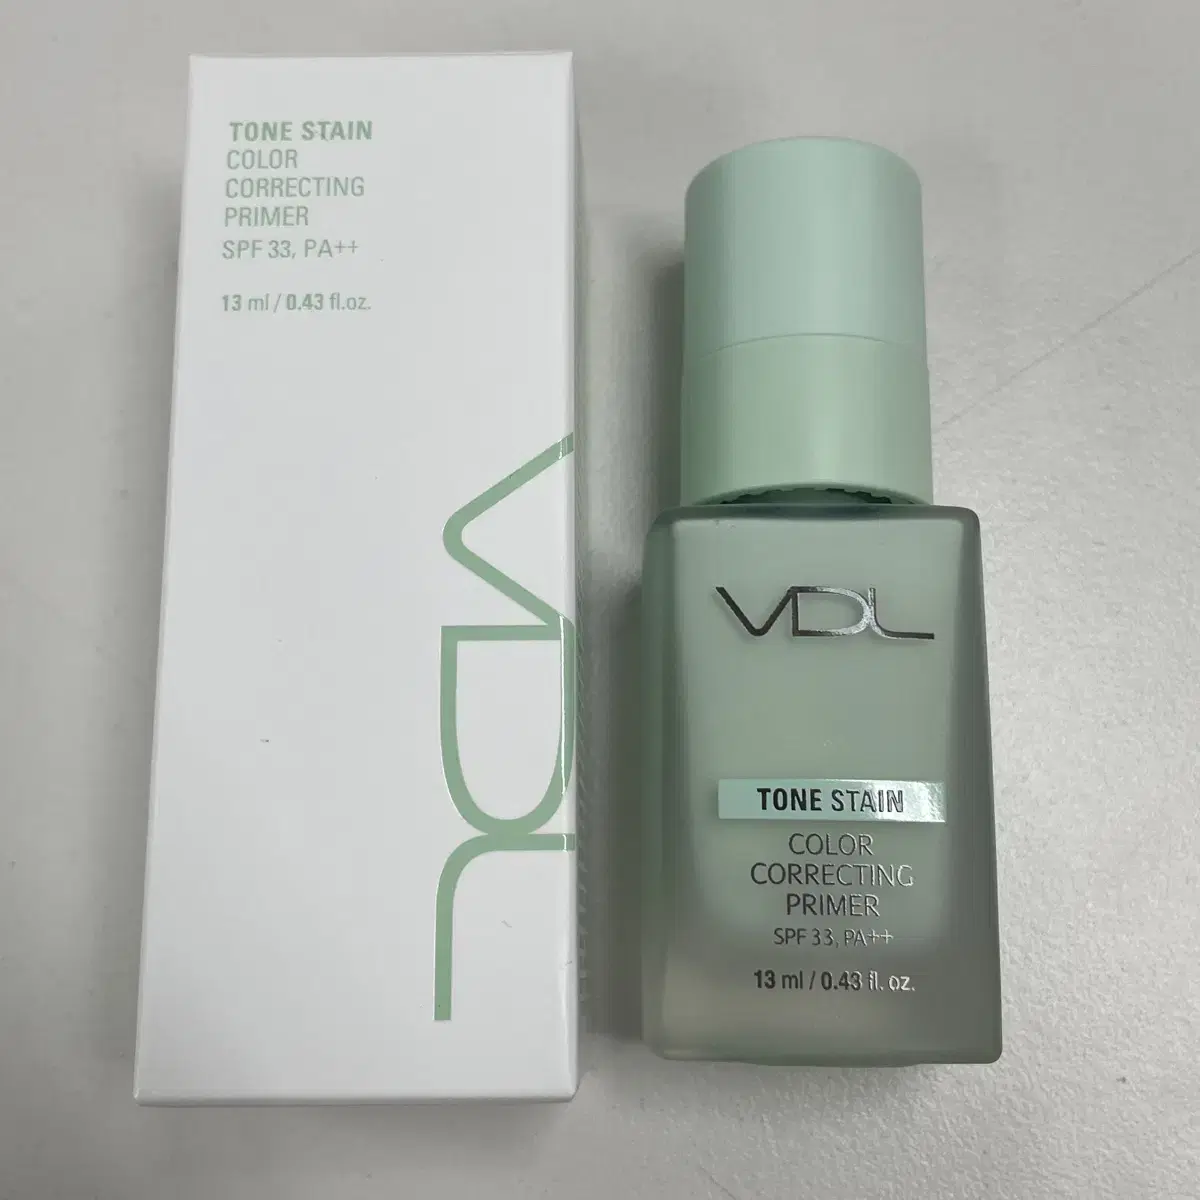 TONE STAIN
COLOR
CORRECTING
PRIMER
SPF 33, PA++
13 ml / 0.43 fl.oz.
VDL
VDL
TONE STAIN
COLOR
CORRECTING
PRIMER
SPF 33, PA++
13 ml / 0.43 fl. oz.